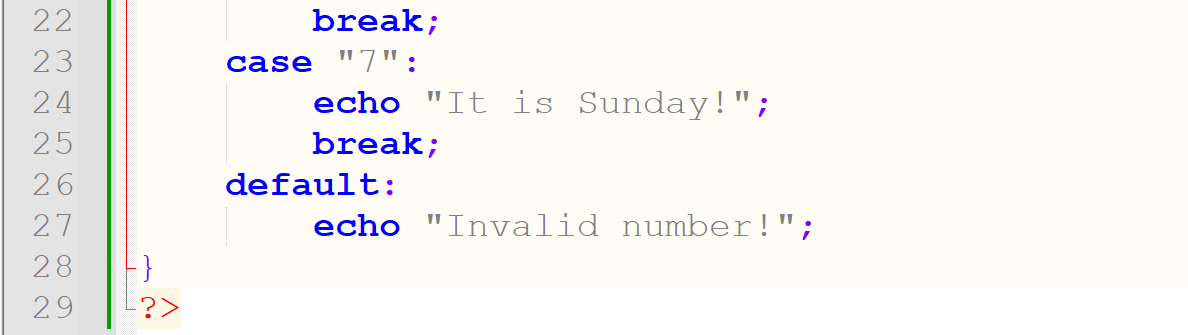 22 break;
23 case "7":
24 echo "It is Sunday!";
25 break;
26 default:
27 echo "Invalid number!";
28 }
29 ?>